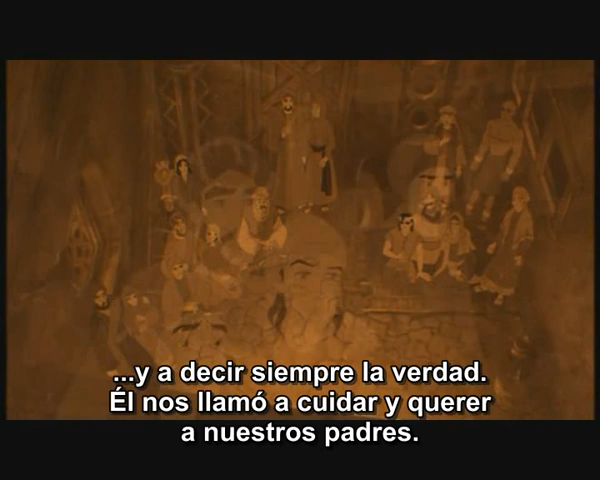 ...y a decir siempre la verdad.
Él nos llamó a cuidar y querer
a nuestros padres.